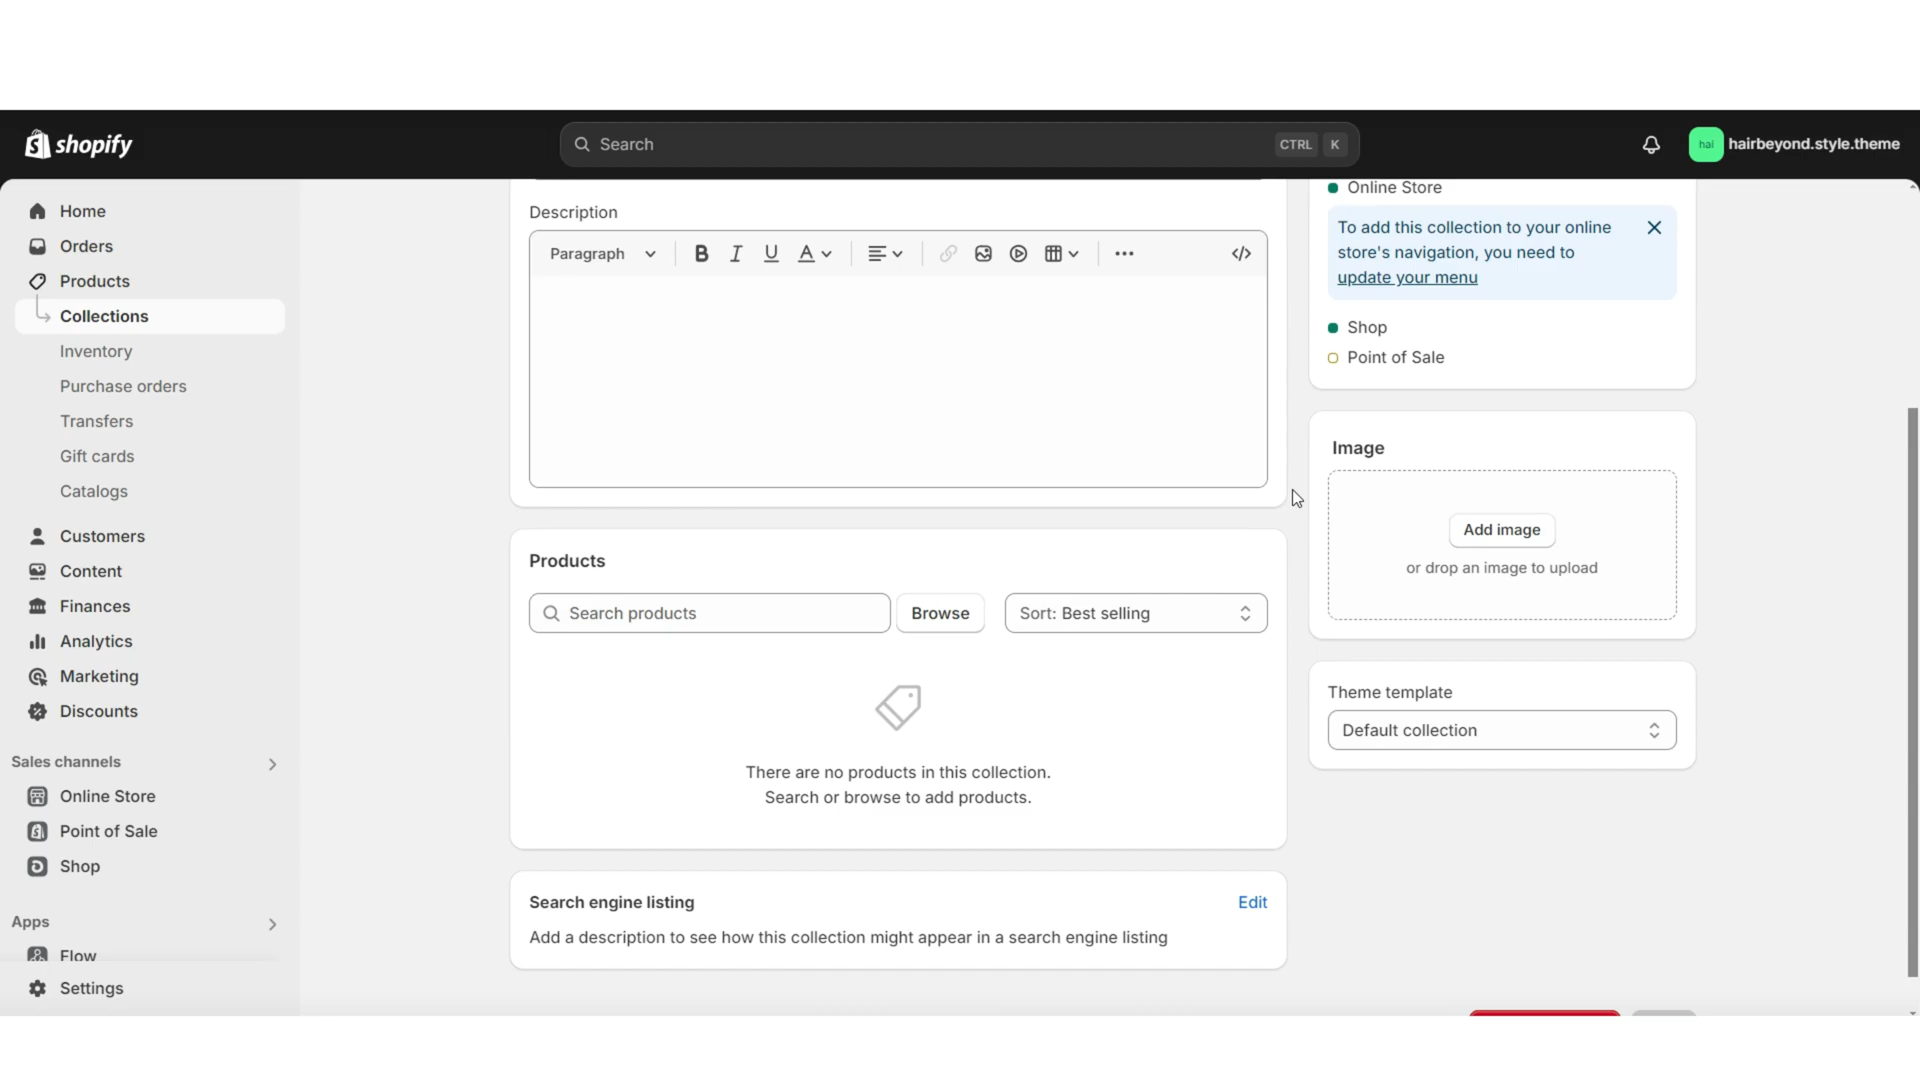 shopify
Search
CTRL K
hai
hairbeyond.style.theme
Home
Orders
Products
Collections
Inventory
Purchase orders
Transfers
Gift cards
Catalogs
Customers
Content
Finances
Analytics
Marketing
Discounts
Sales channels
Online Store
Point of Sale
Shop
Apps
Flow
Settings
Description
Paragraph
B I U A
Products
Search products
Browse
Sort: Best selling
There are no products in this collection.
Search or browse to add products.
Search engine listing
Edit
Add a description to see how this collection might appear in a search engine listing
Online Store
To add this collection to your online
store's navigation, you need to
update your menu
Shop
Point of Sale
Image
Add image
or drop an image to upload
Theme template
Default collection